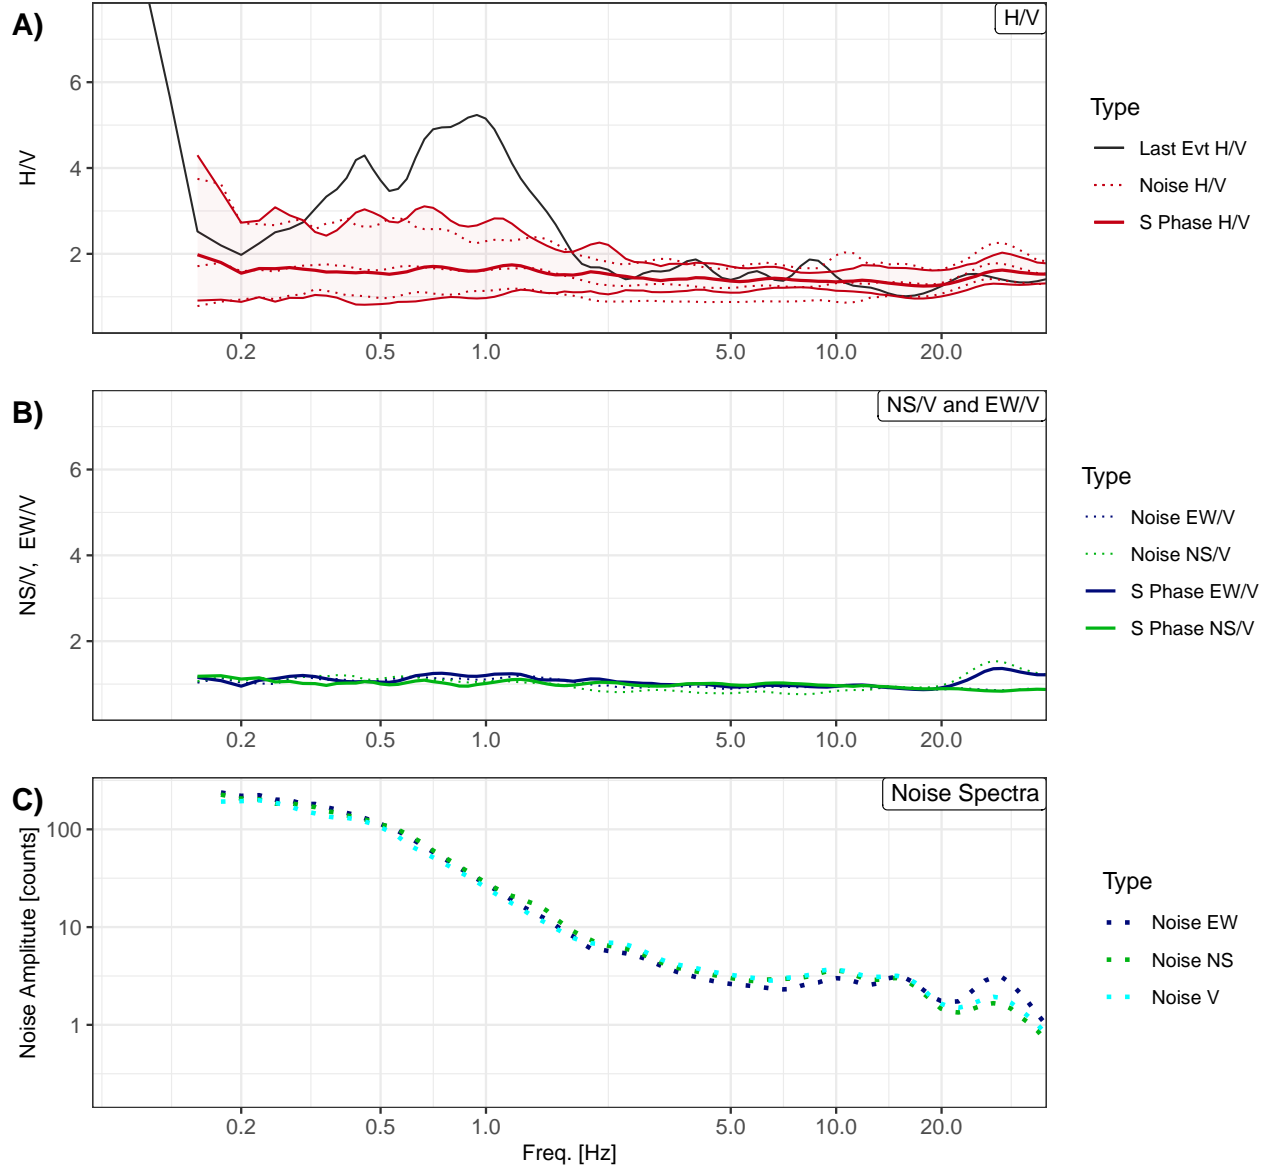 A)
H/V
6
4
2
H/V
0.2 0.5 1.0 5.0 10.0 20.0
Type
Last Evt H/V
Noise H/V
S Phase H/V
B)
NS/V and EW/V
6
4
2
NS/V, EW/V
0.2 0.5 1.0 5.0 10.0 20.0
Type
Noise EW/V
Noise NS/V
S Phase EW/V
S Phase NS/V
C)
Noise Spectra
100
10
1
Noise Amplitute [counts]
0.2 0.5 1.0 5.0 10.0 20.0
Freq. [Hz]
Type
Noise EW
Noise NS
Noise V